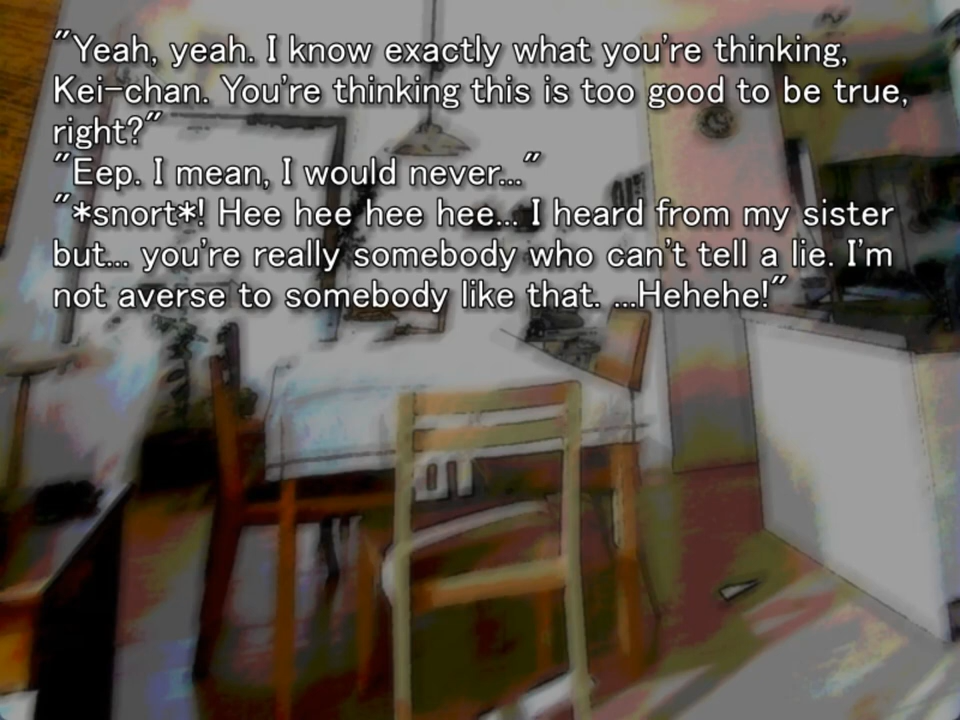 "Yeah, yeah. I know exactly what you're thinking,
Kei-chan. You're thinking this is too good to be true,
right?"
"Eep. I mean, I would never..."
"*snort*! Hee hee hee hee... I heard from my sister
but... you're really somebody who can't tell a lie. I'm
not averse to somebody like that. ...Hehehe!"